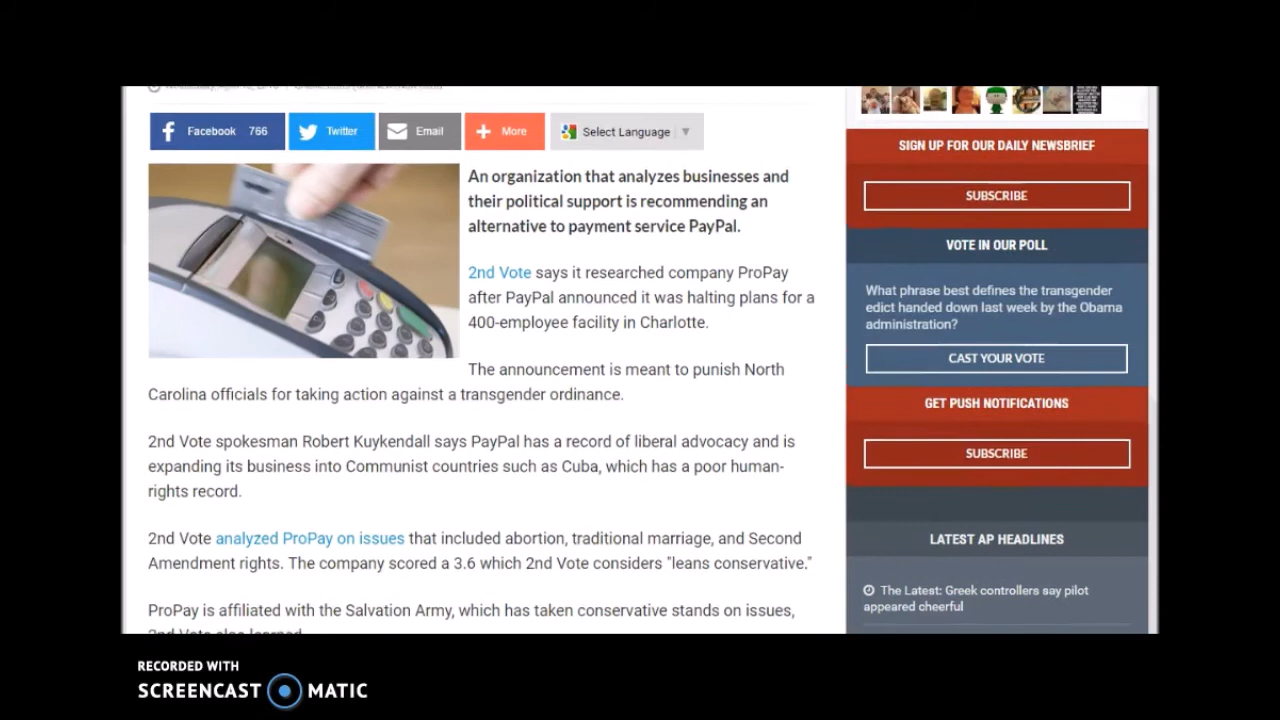 Facebook 766 Twitter Email More Select Language
An organization that analyzes businesses and
their political support is recommending an
alternative to payment service PayPal.
2nd Vote says it researched company ProPay
after PayPal announced it was halting plans for a
400-employee facility in Charlotte.
The announcement is meant to punish North
Carolina officials for taking action against a transgender ordinance.
2nd Vote spokesman Robert Kuykendall says PayPal has a record of liberal advocacy and is
expanding its business into Communist countries such as Cuba, which has a poor human-
rights record.
2nd Vote analyzed ProPay on issues that included abortion, traditional marriage, and Second
Amendment rights. The company scored a 3.6 which 2nd Vote considers "leans conservative."
ProPay is affiliated with the Salvation Army, which has taken conservative stands on issues,
2nd Vote also learned
SIGN UP FOR OUR DAILY NEWSBRIEF
SUBSCRIBE
VOTE IN OUR POLL
What phrase best defines the transgender
edict handed down last week by the Obama
administration?
CAST YOUR VOTE
GET PUSH NOTIFICATIONS
SUBSCRIBE
LATEST AP HEADLINES
The Latest: Greek controllers say pilot
appeared cheerful
RECORDED WITH
SCREENCAST MATIC